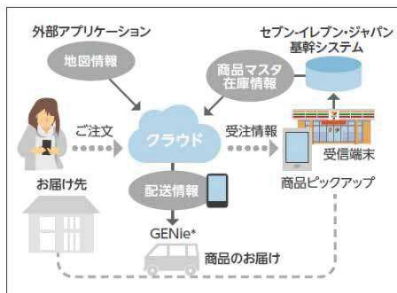 外部アプリケーション
地図情報
セブン-イレブン・ジャパン
基幹システム
商品マスタ
在庫情報
ご注文
クラウド
受注情報
受信端末
お届け先
配送情報
商品ピックアップ
GENie*
商品のお届け